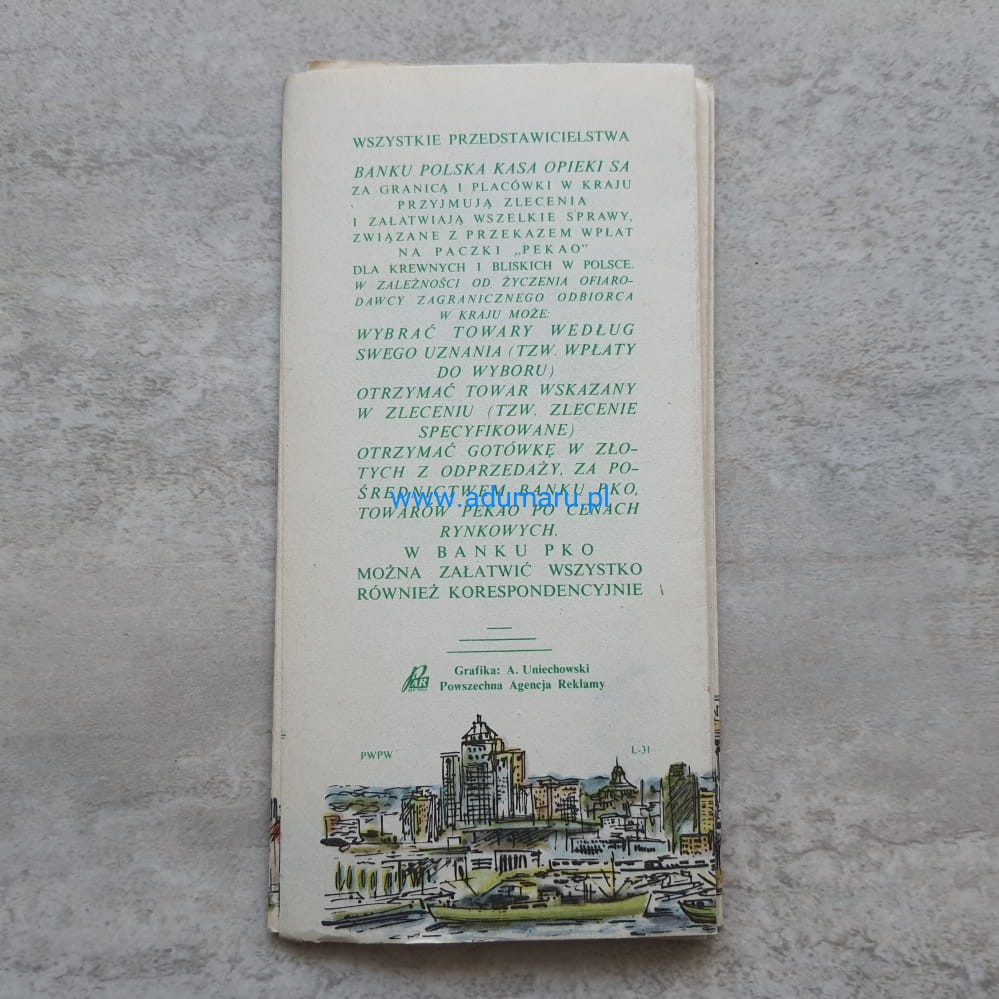 WSZYSTKIE PRZEDSTAWICIELSTWA
BANKU POLSKA KASA OPIEKI SA
ZA GRANICĄ I PLACÓWKI W KRAJU
PRZYJMUJĄ ZLECENIA
I ZAŁATWIAJĄ WSZELKIE SPRAWY,
ZWIĄZANE Z PRZEKAZEM WPŁAT
NA PACZKI „PEKAO”
DLA KREWNYCH I BLISKICH W POLSCE.
W ZALEŻNOŚCI OD ŻYCZENIA OFIARO-
DAWCY ZAGRANICZNEGO ODBIORCA
W KRAJU MOŻE:
WYBRAĆ TOWARY WEDŁUG
SWEGO UZNANIA (TZW. WPŁATY
DO WYBORU)
OTRZYMAĆ TOWAR WSKAZANY
W ZLECENIU (TZW. ZLECENIE
SPECYFIKOWANE)
OTRZYMAĆ GOTÓWKĘ W ZŁO-
TYCH Z ODPRZEDAŻY, ZA PO-
ŚREDNICTWEM BANKU PKO,
www.adumaru.pl
TOWARÓW PEKAO PO CENACH
RYNKOWYCH.
W BANKU PKO
MOŻNA ZAŁATWIĆ WSZYSTKO
RÓWNIEŻ KORESPONDENCYJNIE
PAR
Grafika: A. Uniechowski
Powszechna Agencja Reklamy
PWPW
L-31